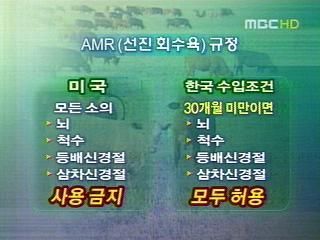 MBC HD
AMR (선진 회수육) 규정
미 국
모든 소의
뇌
척수
등배신경절
삼차신경절
사용 금지
한국 수입조건
30개월 미만이면
뇌
척수
등배신경절
삼차신경절
모두 허용